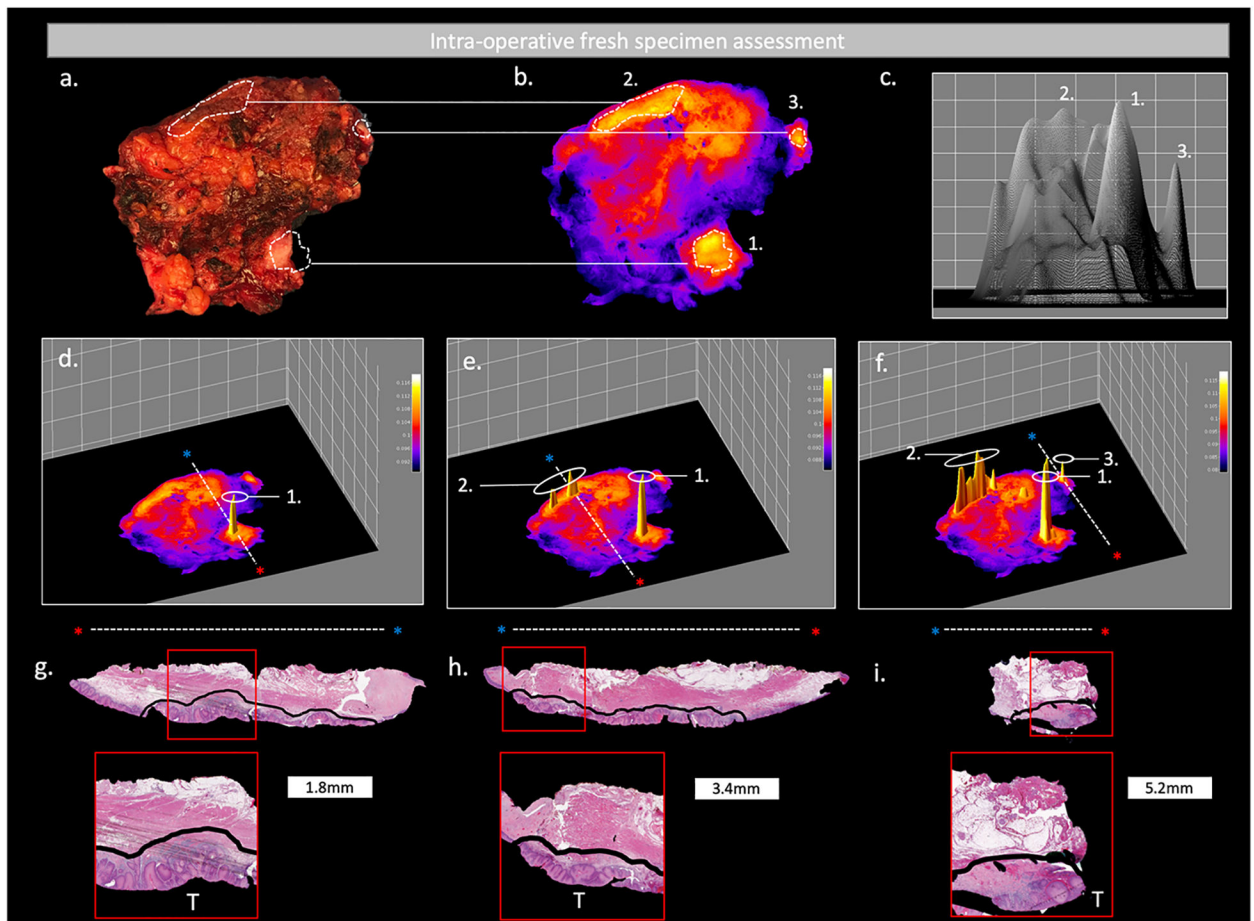 Intra-operative fresh specimen assessment
a.
b.
c.
2.
3.
1.
2.
1.
3.
d.
e.
f.
*
1.
*
2.
*
1.
*
2.
*
3.
1.
*
*
*
*
*
*
*
g.
h.
i.
1.8mm
3.4mm
5.2mm
T
T
T